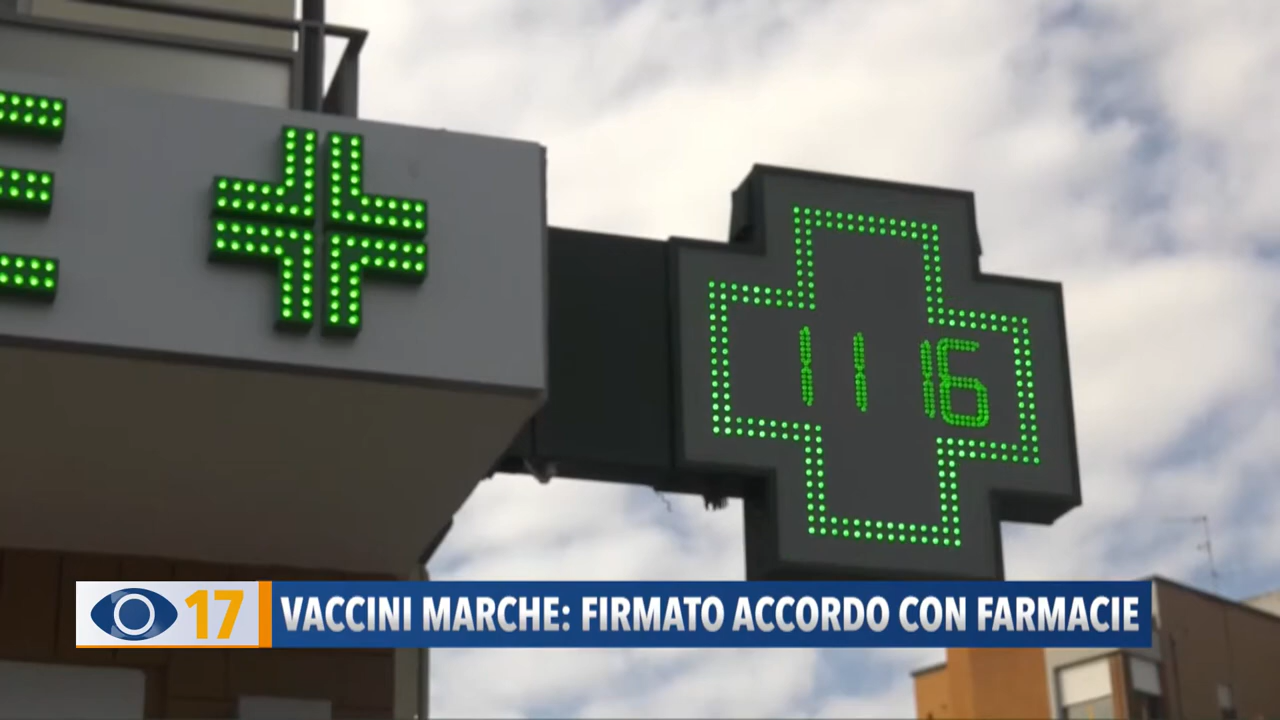 E
11 16
17
VACCINI MARCHE: FIRMATO ACCORDO CON FARMACIE